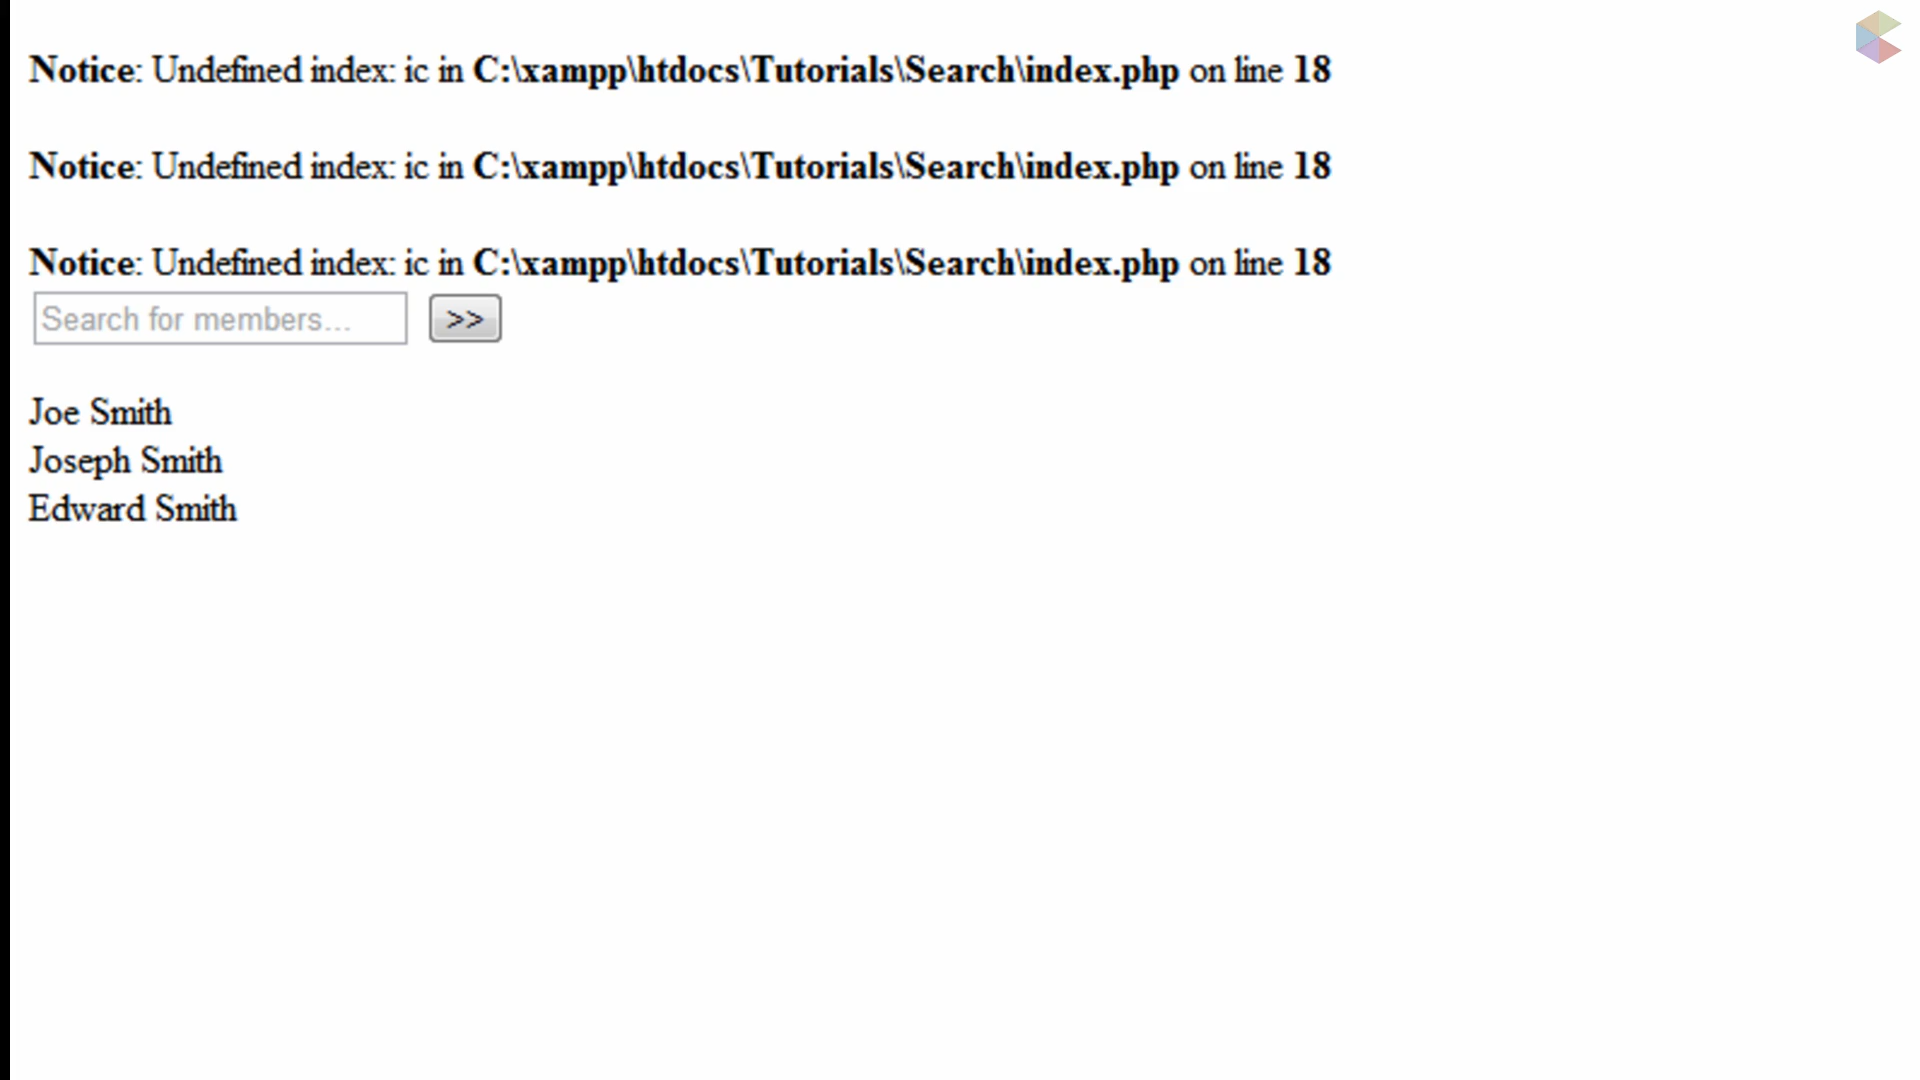 Notice: Undefined index: ic in C:\xampp\htdocs\Tutorials\Search\index.php on line 18
Notice: Undefined index: ic in C:\xampp\htdocs\Tutorials\Search\index.php on line 18
Notice: Undefined index: ic in C:\xampp\htdocs\Tutorials\Search\index.php on line 18
Search for members... >>
Joe Smith
Joseph Smith
Edward Smith